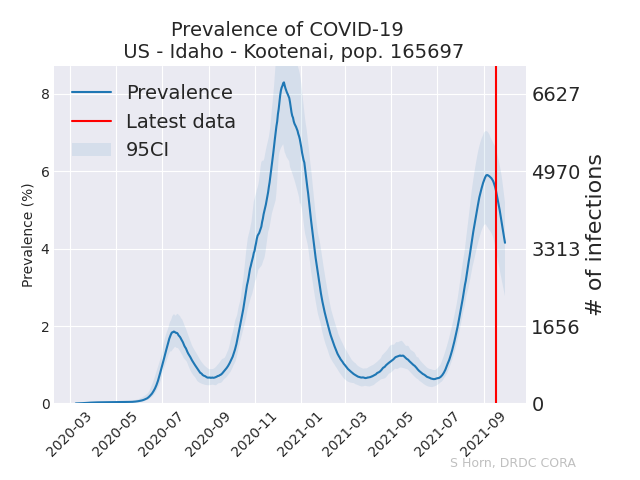 Prevalence of COVID-19
US - Idaho - Kootenai, pop. 165697
Prevalence
Latest data
95CI
Prevalence (%)
8
6
4
2
0
6627
4970
3313
1656
0
# of infections
2020-03
2020-05
2020-07
2020-09
2020-11
2021-01
2021-03
2021-05
2021-07
2021-09
S Horn, DRDC CORA